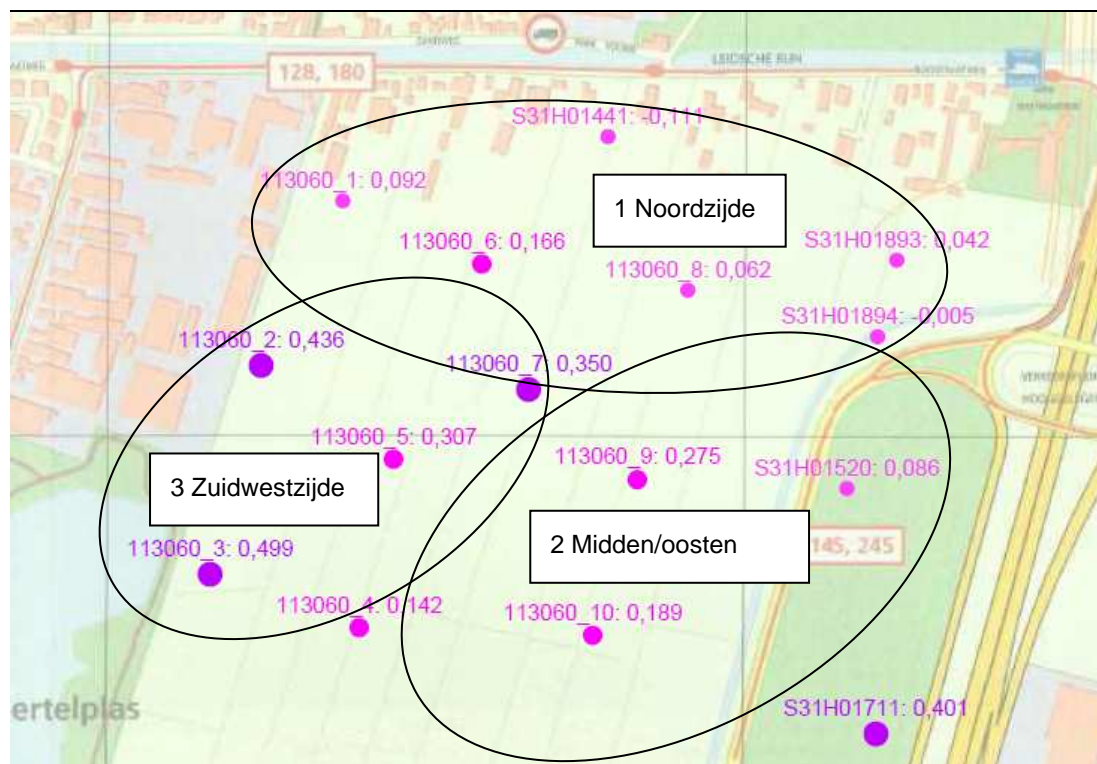 128, 180
LEIDSCHE RIJN
S31H01441: -0,111
113060_1: 0,092
1 Noordzijde
113060_6: 0,166
S31H01893: 0,042
113060_8: 0,062
S31H01894: -0,005
113060_2: 0,436
113060_7: 0,350
113060_5: 0,307
113060_9: 0,275
S31H01520: 0,086
3 Zuidwestzijde
2 Midden/oosten
145, 245
113060_3: 0,499
113060_4: 0,142
113060_10: 0,189
ertelplas
S31H01711: 0,401